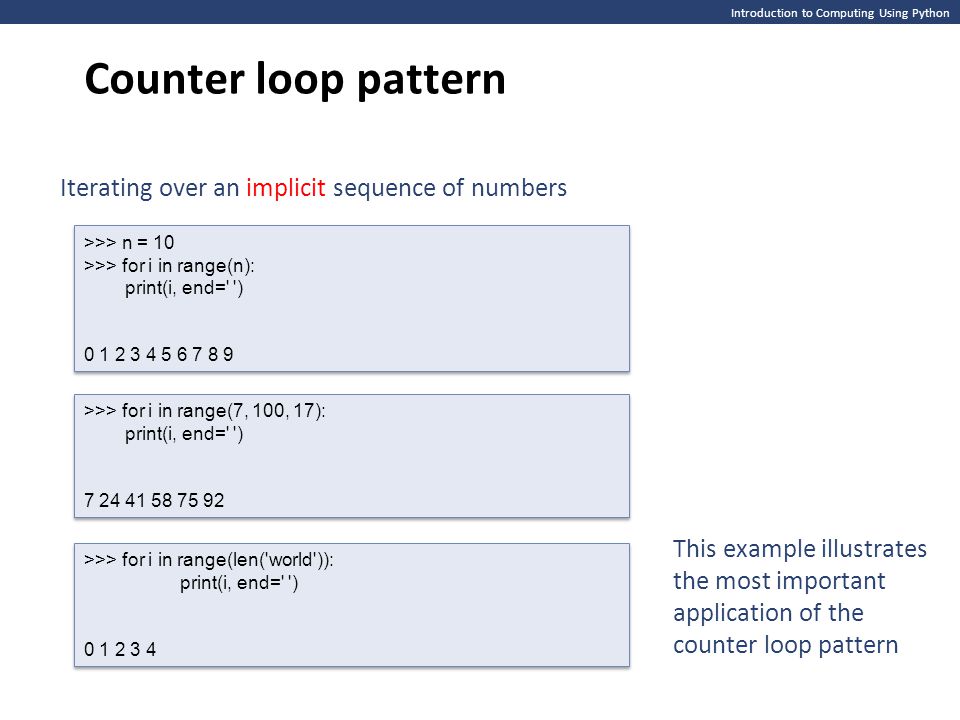 Introduction to Computing Using Python
Counter loop pattern
Iterating over an implicit sequence of numbers
>>> n = 10
>>> for i in range(n):
print(i, end=' ')
0 1 2 3 4 5 6 7 8 9
>>> for i in range(7, 100, 17):
print(i, end=' ')
7 24 41 58 75 92
>>> for i in range(len('world')):
print(i, end=' ')
0 1 2 3 4
This example illustrates
the most important
application of the
counter loop pattern